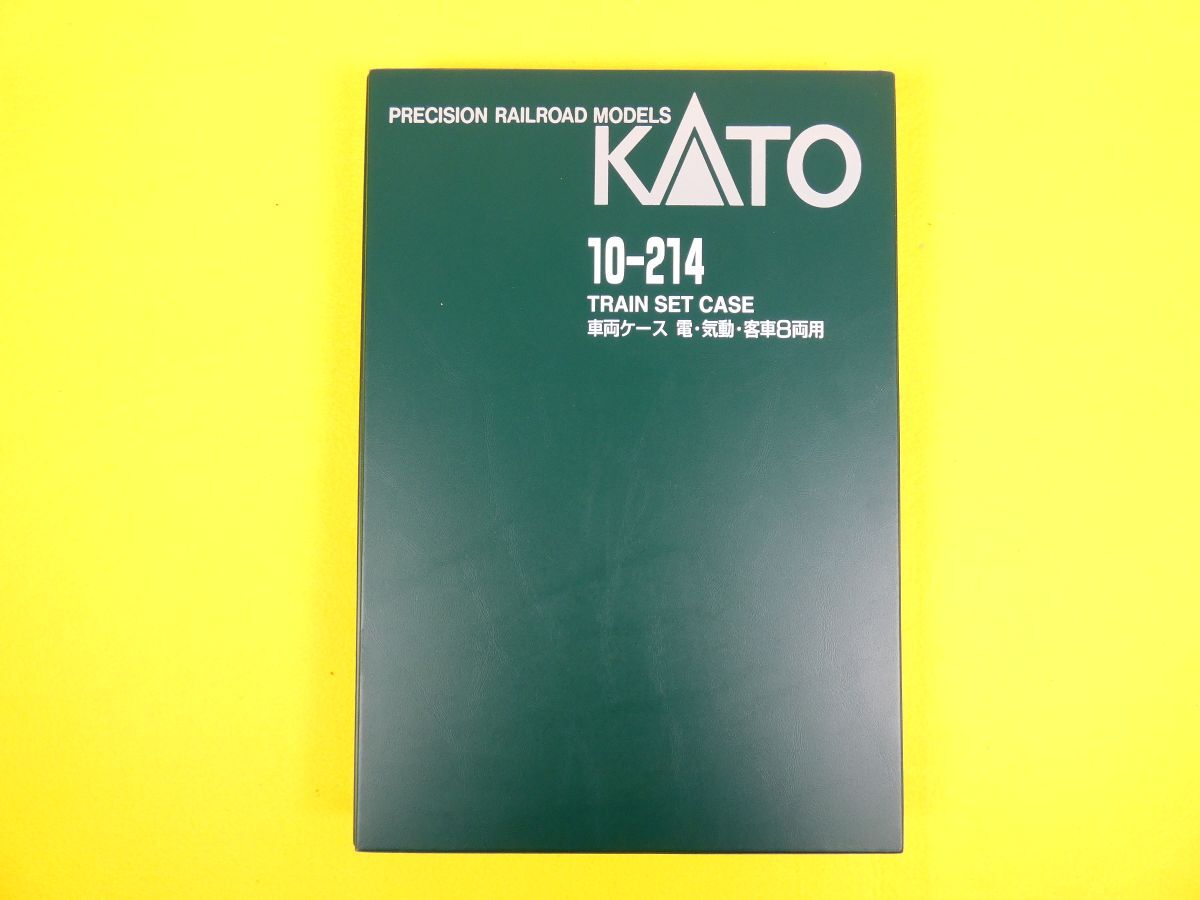 PRECISION RAILROAD MODELS
KATO
10-214
TRAIN SET CASE
車両ケース 電・気動・客車8両用